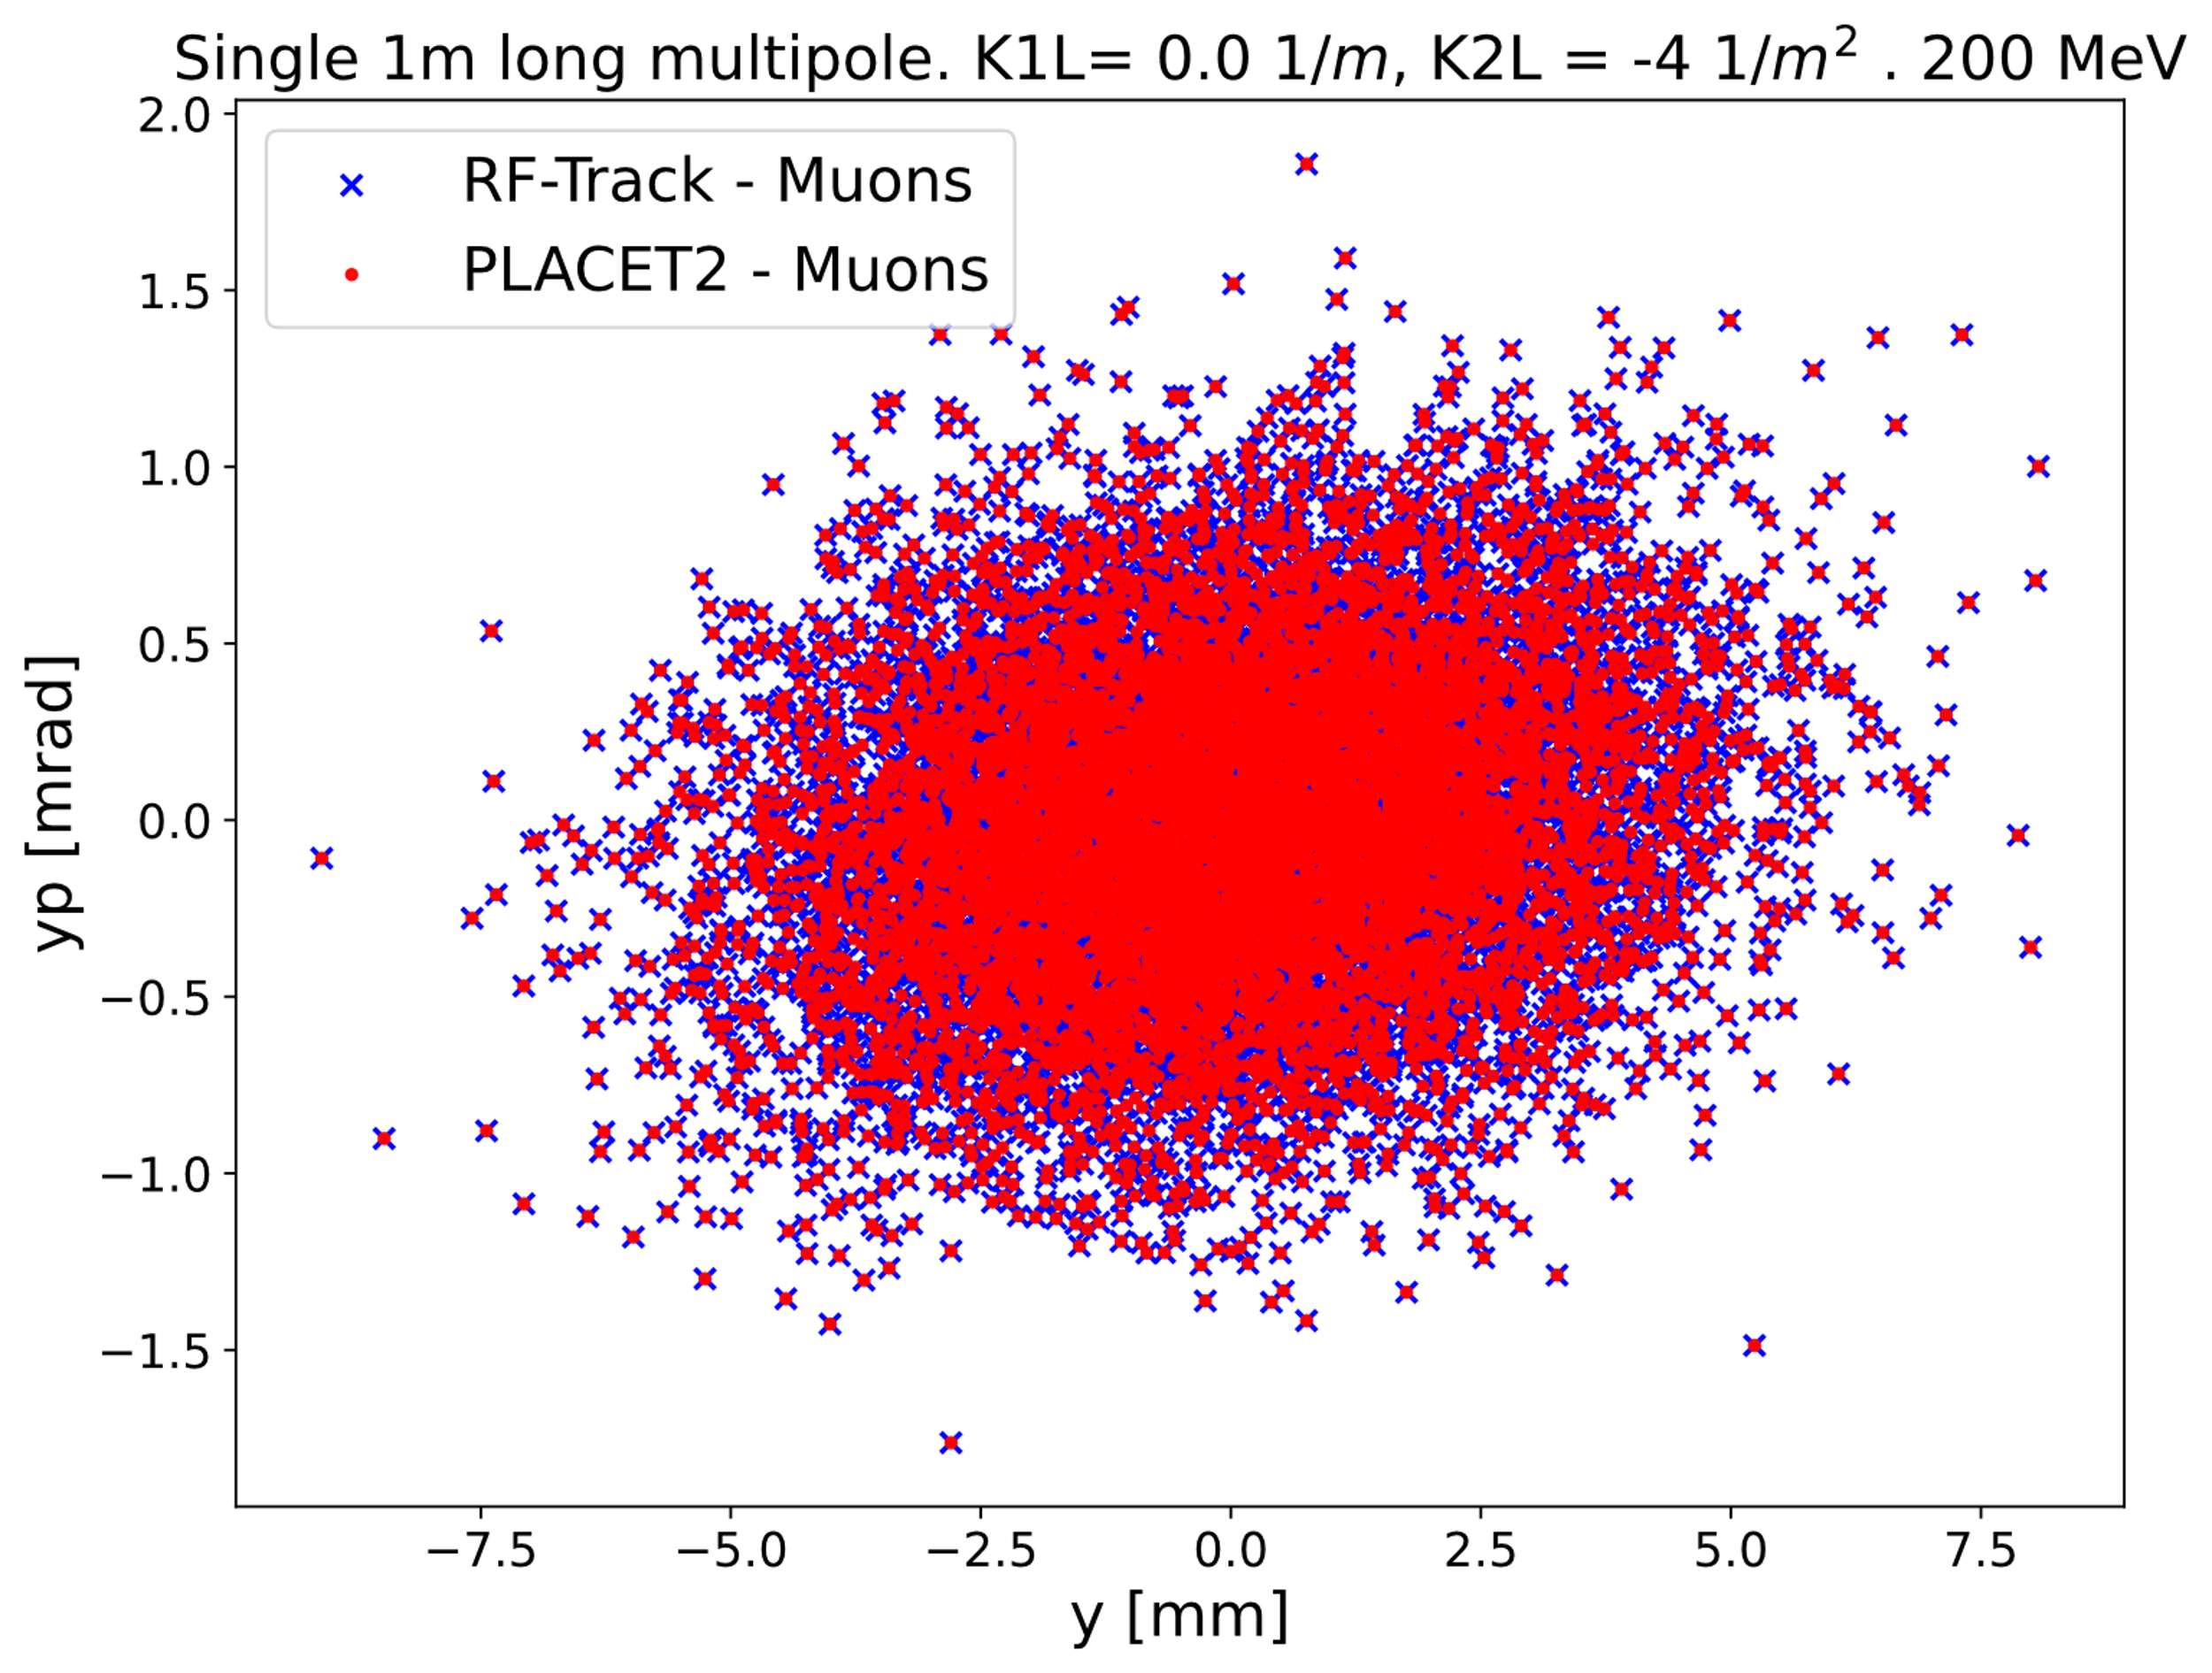 Single 1m long multipole. K1L= 0.0 1/m, K2L = -4 1/m² . 200 MeV
RF-Track - Muons
PLACET2 - Muons
2.0
1.5
1.0
0.5
0.0
−0.5
−1.0
−1.5
yp [mrad]
−7.5 −5.0 −2.5 0.0 2.5 5.0 7.5
y [mm]